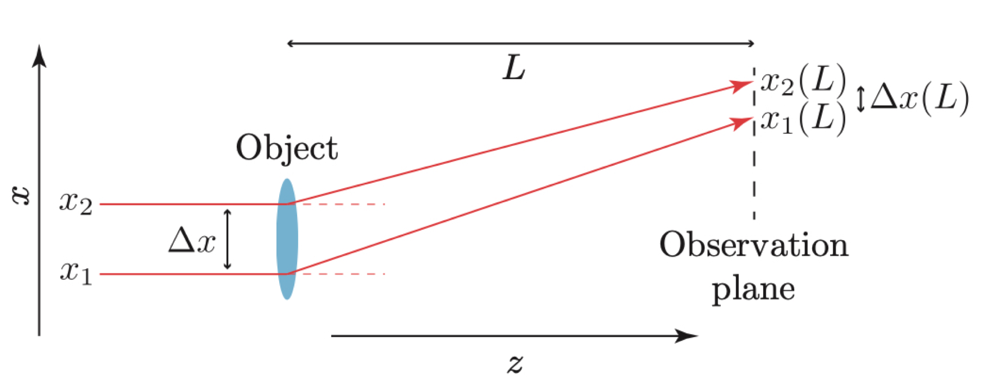 L
x₂(L)
Δx(L)
x₁(L)
Object
x
x₂
Δx
x₁
Observation
plane
z